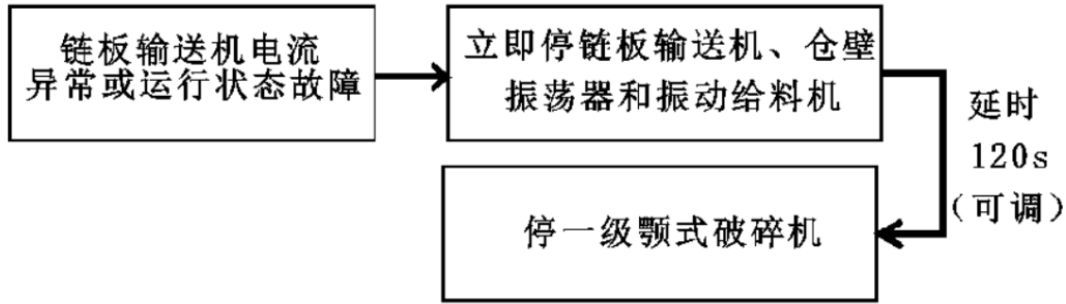 链板输送机电流
异常或运行状态故障
立即停链板输送机、仓壁
振荡器和振动给料机
延时
120s
(可调)
停一级颚式破碎机